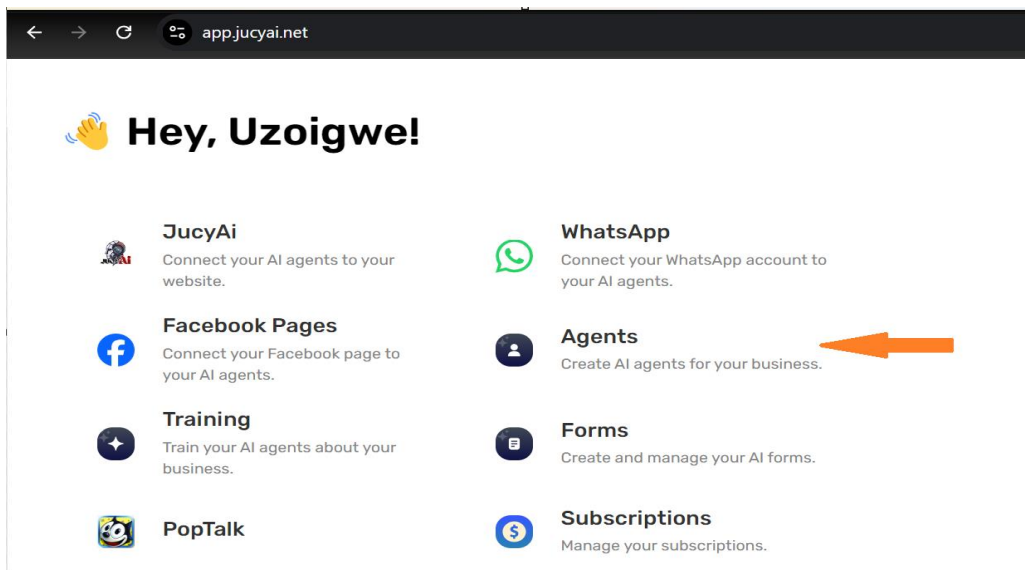 app.jucyai.net
👋 Hey, Uzoigwe!
JucyAi
Connect your AI agents to your
website.
WhatsApp
Connect your WhatsApp account to
your AI agents.
Facebook Pages
Connect your Facebook page to
your AI agents.
Agents
Create AI agents for your business.
Training
Train your AI agents about your
business.
Forms
Create and manage your AI forms.
PopTalk
Subscriptions
Manage your subscriptions.